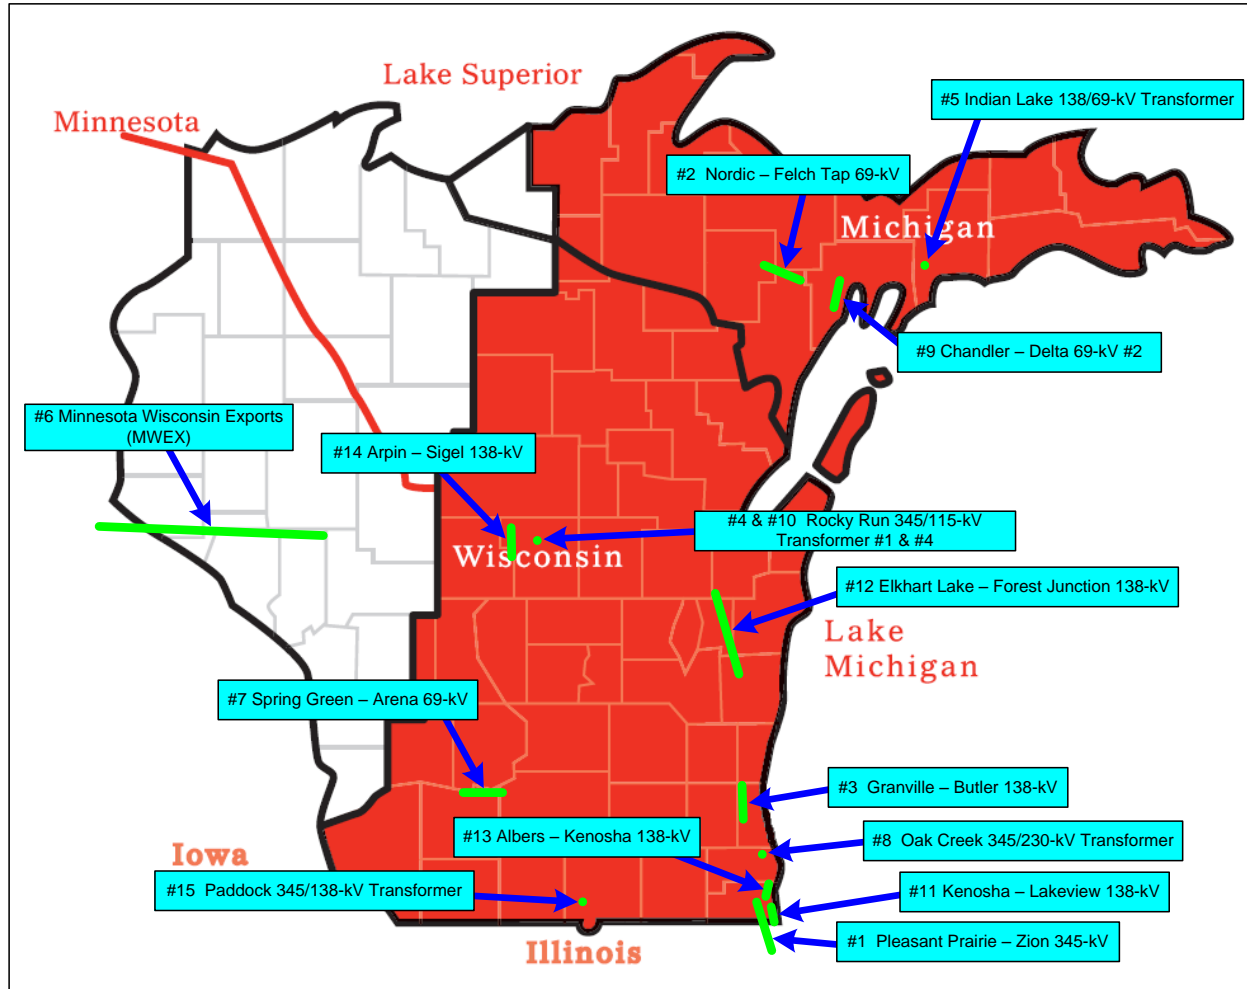 Lake Superior
Minnesota
#5 Indian Lake 138/69-kV Transformer
#2  Nordic – Felch Tap 69-kV
Michigan
#9 Chandler – Delta 69-kV #2
#6 Minnesota Wisconsin Exports
(MWEX)
#14 Arpin – Sigel 138-kV
#4 & #10  Rocky Run 345/115-kV
Transformer #1 & #4
Wisconsin
#12 Elkhart Lake – Forest Junction 138-kV
Lake
Michigan
#7 Spring Green – Arena 69-kV
#3  Granville – Butler 138-kV
#13 Albers – Kenosha 138-kV
#8  Oak Creek 345/230-kV Transformer
Iowa
#15  Paddock 345/138-kV Transformer
#11 Kenosha – Lakeview 138-kV
#1  Pleasant Prairie – Zion 345-kV
Illinois